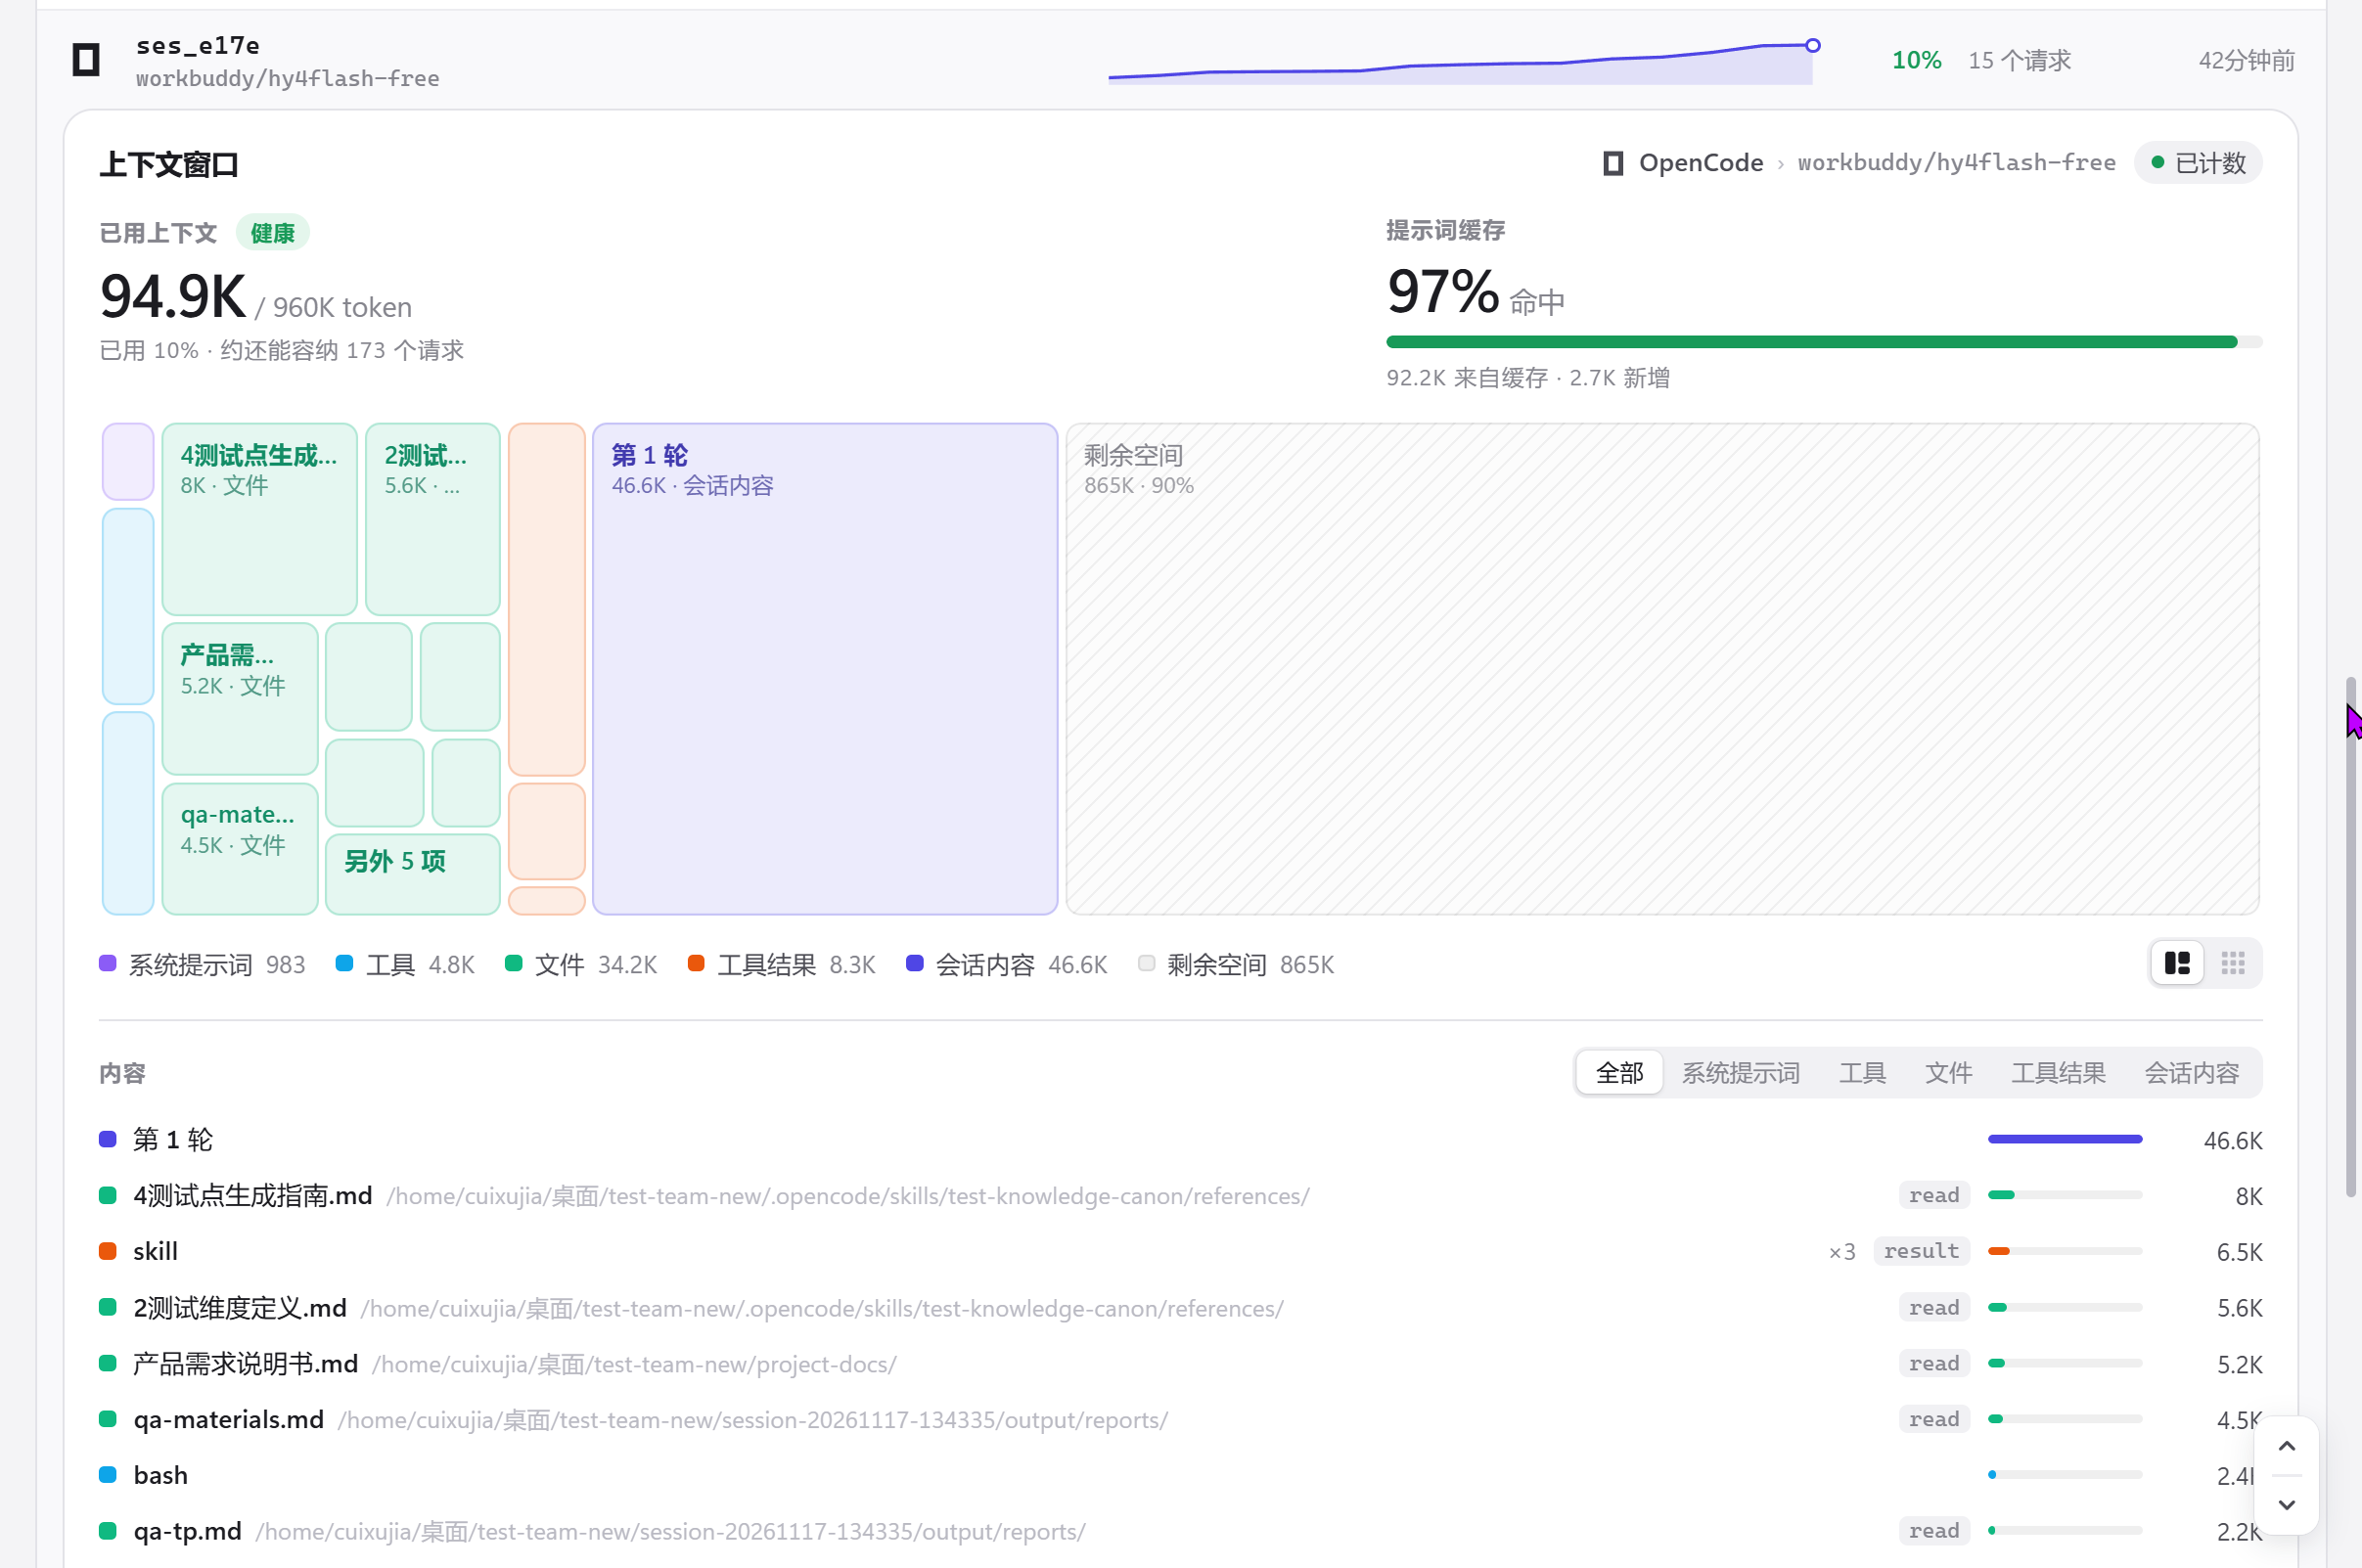 ses_e17e
workbuddy/hy4flash-free
10%
15 个请求
42分钟前
上下文窗口
OpenCode › workbuddy/hy4flash-free
已计数
已用上下文 健康
94.9K / 960K token
已用 10% · 约还能容纳 173 个请求
提示词缓存
97% 命中
92.2K 来自缓存 · 2.7K 新增
4测试点生成...
8K · 文件
2测试...
5.6K · ...
产品需...
5.2K · 文件
qa-mate...
4.5K · 文件
另外 5 项
第 1 轮
46.6K · 会话内容
剩余空间
865K · 90%
系统提示词 983 工具 4.8K 文件 34.2K 工具结果 8.3K 会话内容 46.6K 剩余空间 865K
内容
全部 系统提示词 工具 文件 工具结果 会话内容
第 1 轮 46.6K
4测试点生成指南.md /home/cuixujia/桌面/test-team-new/.opencode/skills/test-knowledge-canon/references/ read 8K
skill ×3 result 6.5K
2测试维度定义.md /home/cuixujia/桌面/test-team-new/.opencode/skills/test-knowledge-canon/references/ read 5.6K
产品需求说明书.md /home/cuixujia/桌面/test-team-new/project-docs/ read 5.2K
qa-materials.md /home/cuixujia/桌面/test-team-new/session-20261117-134335/output/reports/ read 4.5K
bash 2.4
qa-tp.md /home/cuixujia/桌面/test-team-new/session-20261117-134335/output/reports/ read 2.2K